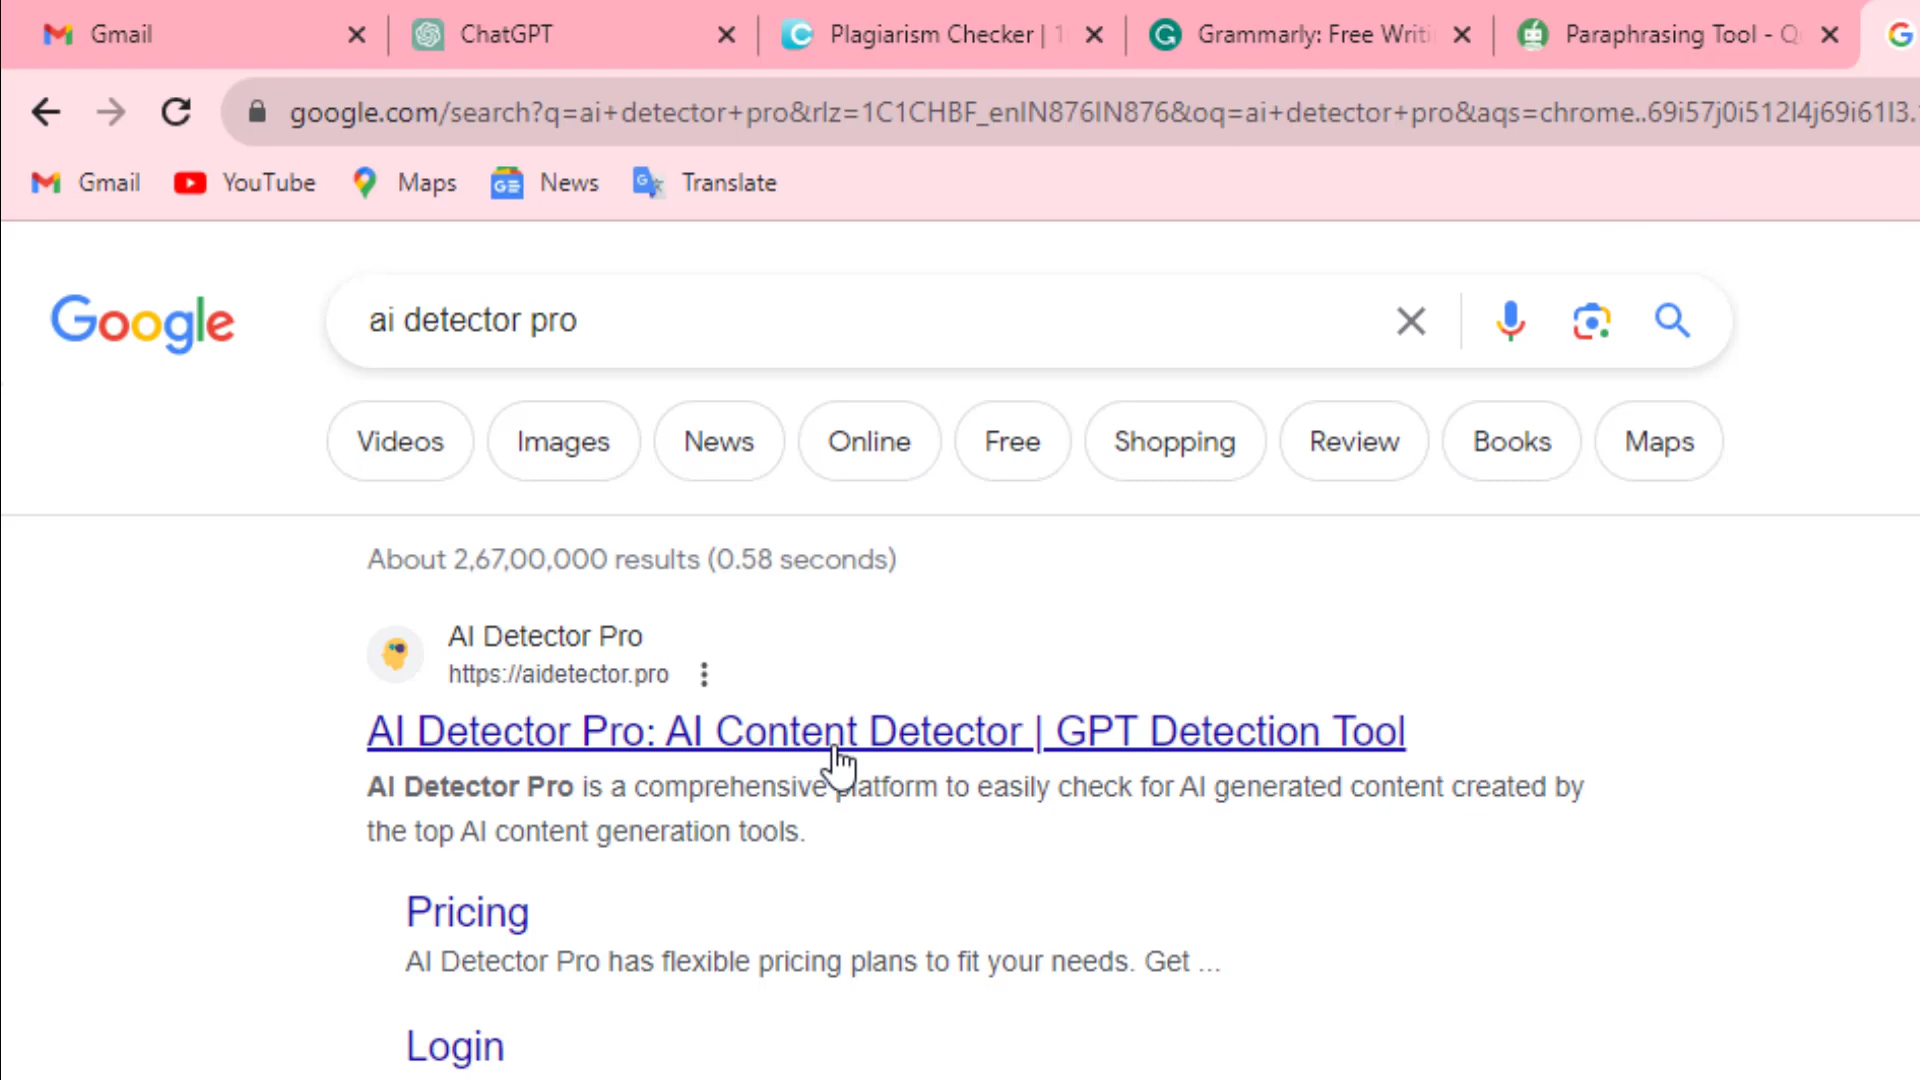 Gmail ChatGPT Plagiarism Checker | 1 Grammarly: Free Writi Paraphrasing Tool - Q
google.com/search?q=ai+detector+pro&rlz=1C1CHBF_enIN876IN876&oq=ai+detector+pro&aqs=chrome..69i57j0i512l4j69i61l3.
Gmail YouTube Maps News Translate
Google
ai detector pro
Videos Images News Online Free Shopping Review Books Maps
About 2,67,00,000 results (0.58 seconds)
AI Detector Pro
https://aidetector.pro
AI Detector Pro: AI Content Detector | GPT Detection Tool
AI Detector Pro is a comprehensive platform to easily check for AI generated content created by
the top AI content generation tools.
Pricing
AI Detector Pro has flexible pricing plans to fit your needs. Get ...
Login